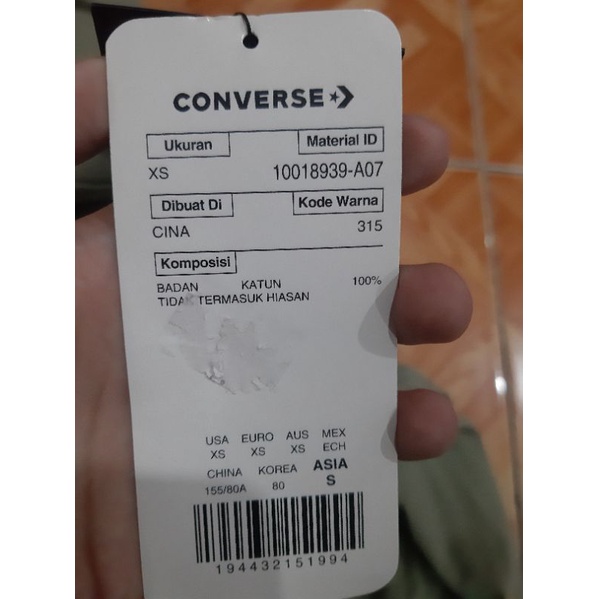 CONVERSE
Ukuran Material ID
XS 10018939-A07
Dibuat Di Kode Warna
CINA 315
Komposisi
BADAN KATUN 100%
TIDAK TERMASUK HIASAN
USA EURO AUS MEX
XS XS XS ECH
CHINA KOREA ASIA
155/80A 80 S
194432151994